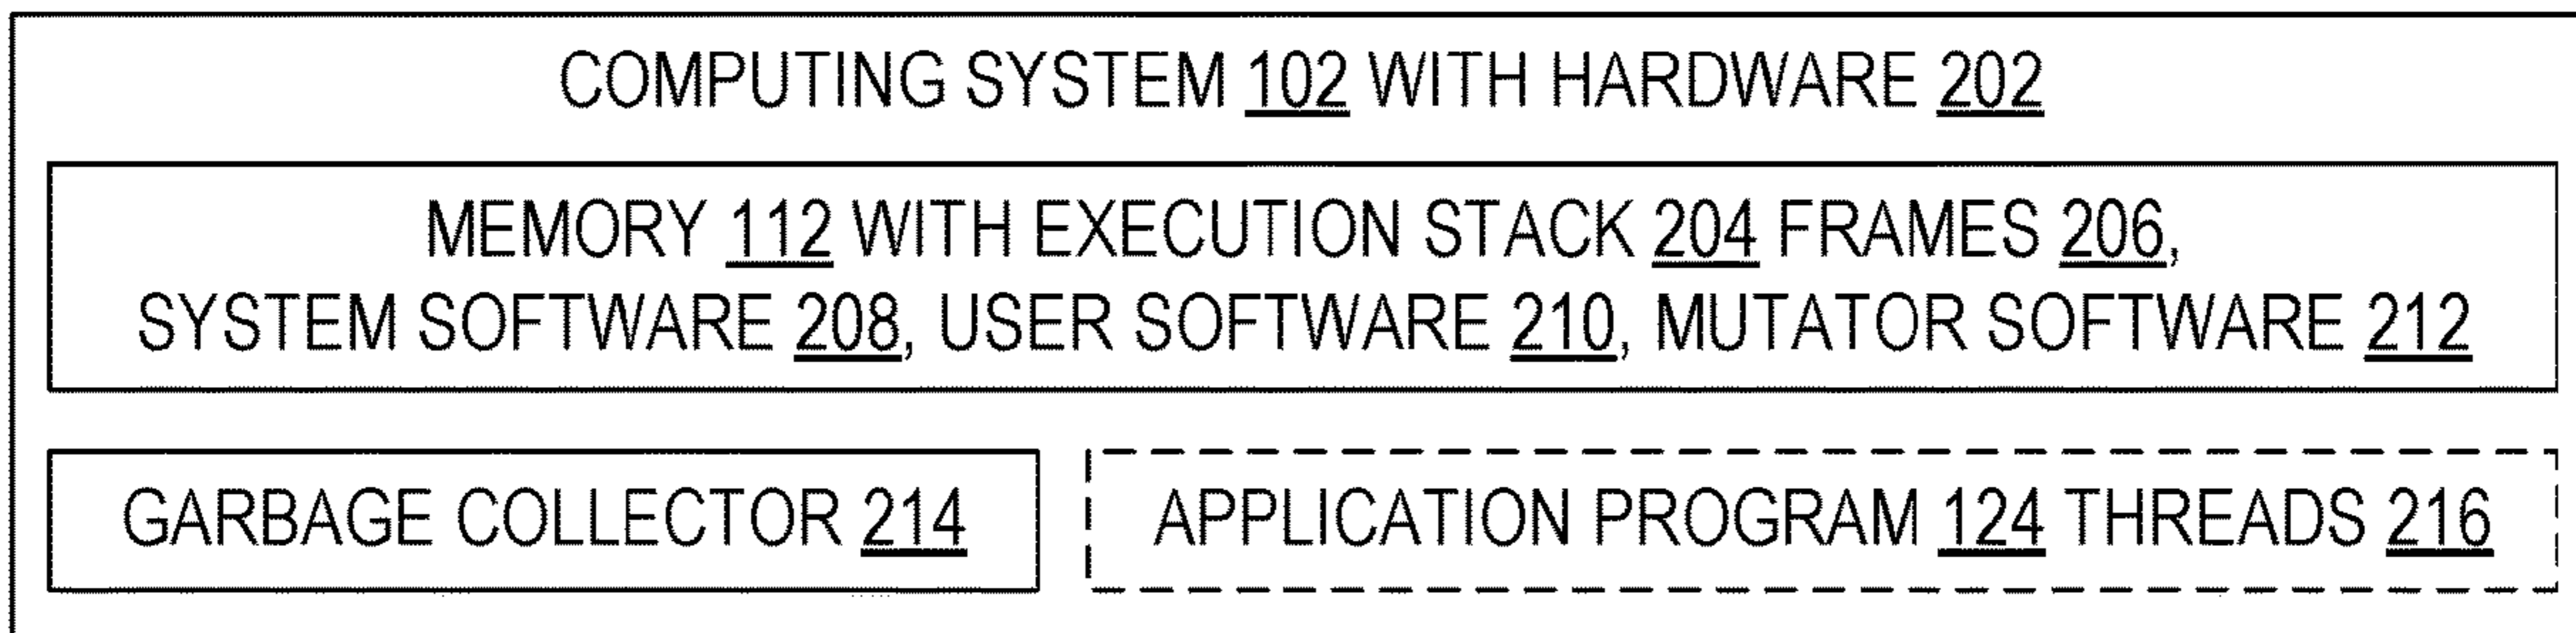 COMPUTING SYSTEM 102 WITH HARDWARE 202
MEMORY 112 WITH EXECUTION STACK 204 FRAMES 206,
SYSTEM SOFTWARE 208, USER SOFTWARE 210, MUTATOR SOFTWARE 212
GARBAGE COLLECTOR 214
APPLICATION PROGRAM 124 THREADS 216